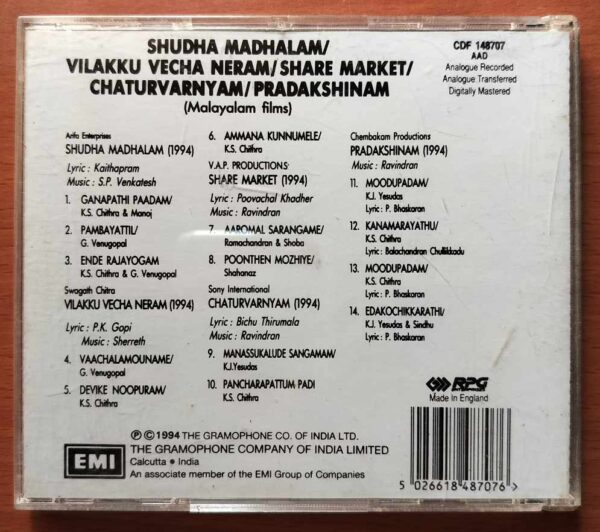 SHUDHA MADHALAM/
VILAKKU VECHA NERAM/SHARE MARKET/
CHATURVARNYAM/PRADAKSHINAM
(Malayalam films)
CDF 148707
AAD
Analogue Recorded
Analogue Transferred
Digitally Mastered
Arifa Enterprises
SHUDHA MADHALAM (1994)
Lyric : Kaithapram
Music : S.P. Venkatesh
1. GANAPATHI PAADAM/
K.S. Chithra & Manoj
2. PAMBAYATTIL/
G. Venugopal
3. ENDE RAJAYOGAM
K.S. Chithra & G. Venugopal
Swagath Chitra
VILAKKU VECHA NERAM (1994)
Lyric : P.K. Gopi
Music : Sherreth
4. VAACHALAMOUNAME/
G. Venugopal
5. DEVIKE NOOPURAM/
K.S. Chithra
6. AMMANA KUNNUMELE/
K.S. Chithra
V.A.P. PRODUCTIONS
SHARE MARKET (1994)
Lyric : Poovachal Khadher
Music : Ravindran
7. AAROMAL SARANGAME/
Ramachandran & Shoba
8. POONTHEN MOZHIYE/
Shahanaz
Sony International
CHATURVARNYAM (1994)
Lyric : Bichu Thirumala
Music : Ravindran
9. MANASSUKALUDE SANGAMAM/
K.J.Yesudas
10. PANCHARAPATTUM PADI
K.S. Chithra
Chembakam Productions
PRADAKSHINAM (1994)
Music : Ravindran
11. MOODUPADAM/
K.J. Yesudas
Lyric : P. Bhaskaran
12. KANAMARAYATHU/
K.S. Chithra
Lyric : Balachandran Chullikkadu
13. MOODUPADAM/
K.S. Chithra
Lyric : P. Bhaskaran
14. EDAKOCHIKKARATHI/
K.J. Yesudas & Sindhu
Lyric : P. Bhaskaran
RPG
ENTERPRISES
Made in England
EMI
℗ © 1994 THE GRAMOPHONE CO. OF INDIA LTD.
THE GRAMOPHONE COMPANY OF INDIA LIMITED
Calcutta • India
An associate member of the EMI Group of Companies
5 026618 487076 >